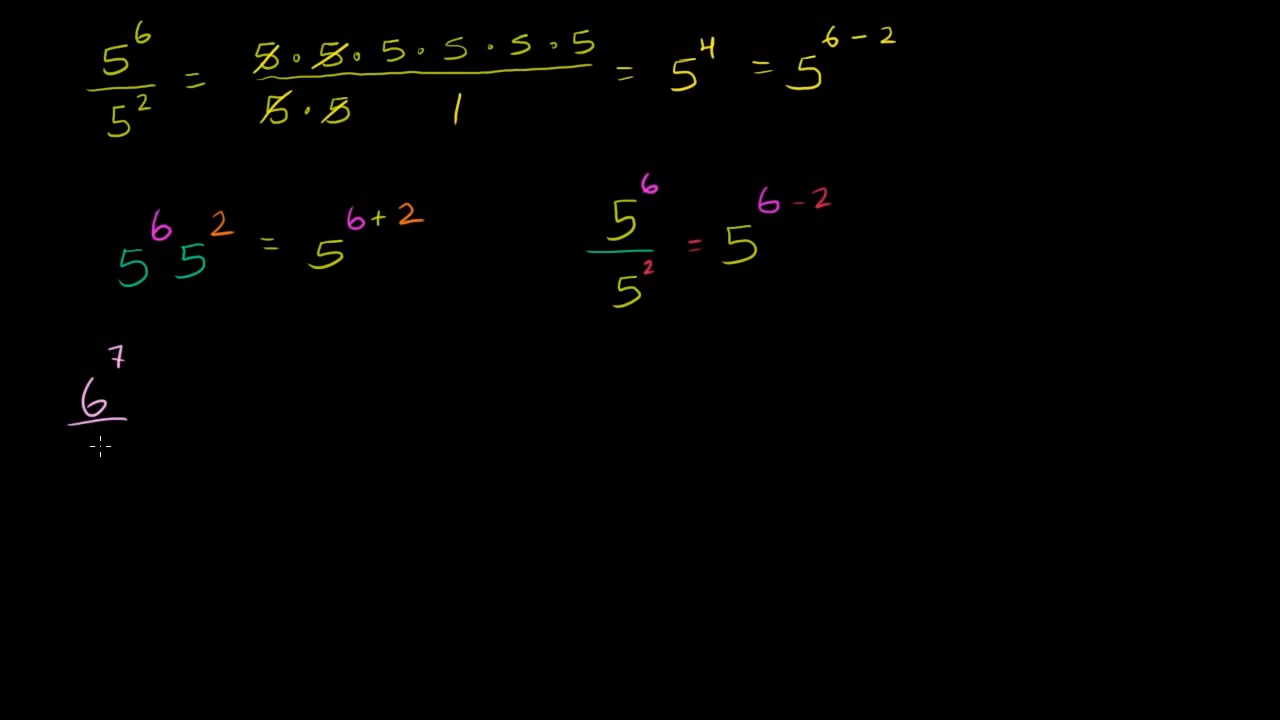 5^6/5^2 = (5 · 5 · 5 · 5 · 5 · 5)/(5 · 5 1) = 5^4 = 5^(6 - 2)
5^6 5^2 = 5^(6 + 2)
5^6/5^2 = 5^(6 - 2)
6^7